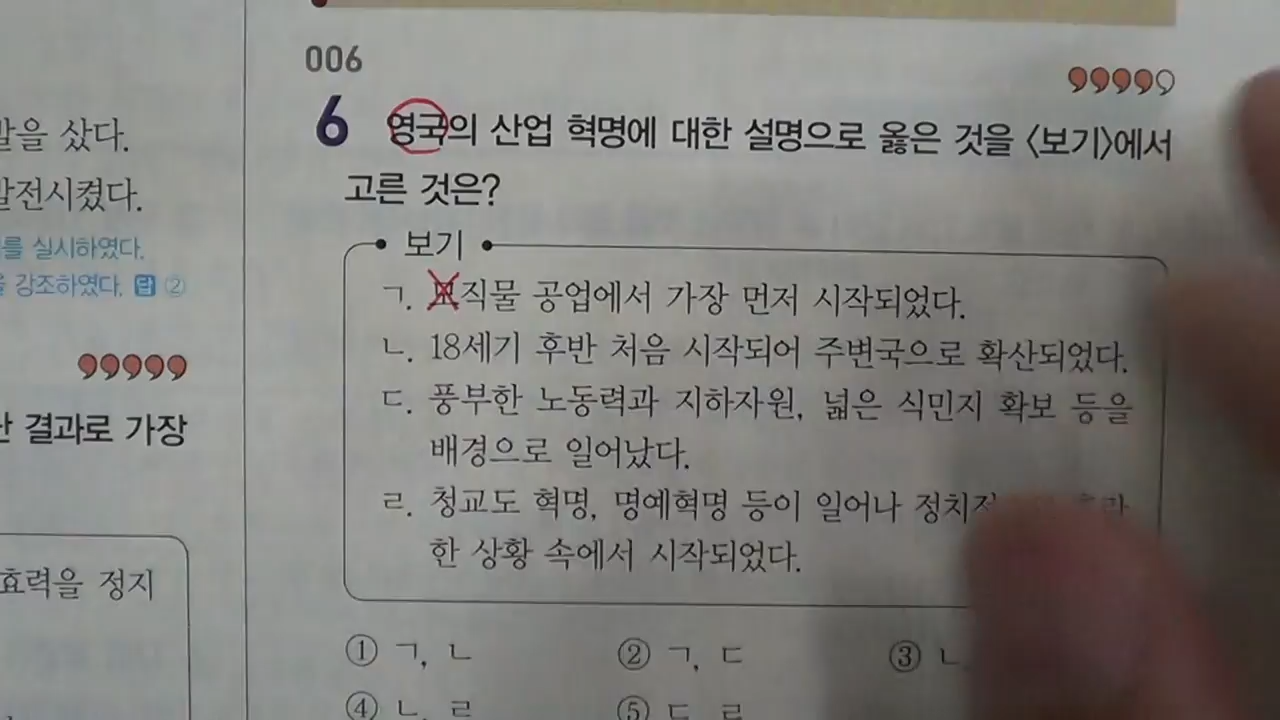 006
6 영국의 산업 혁명에 대한 설명으로 옳은 것을 〈보기〉에서
고른 것은?
보기
ㄱ. 모직물 공업에서 가장 먼저 시작되었다.
ㄴ. 18세기 후반 처음 시작되어 주변국으로 확산되었다.
ㄷ. 풍부한 노동력과 지하자원, 넓은 식민지 확보 등을
배경으로 일어났다.
ㄹ. 청교도 혁명, 명예혁명 등이 일어나
한 상황 속에서 시작되었다.
① ㄱ, ㄴ ② ㄱ, ㄷ ③ ㄴ,
④ ㄴ, ㄹ ⑤ ㄷ, ㄹ
말을 샀다.
발전시켰다.
를 실시하였다.
을 강조하였다. 답 ②
결과로 가장
효력을 정지